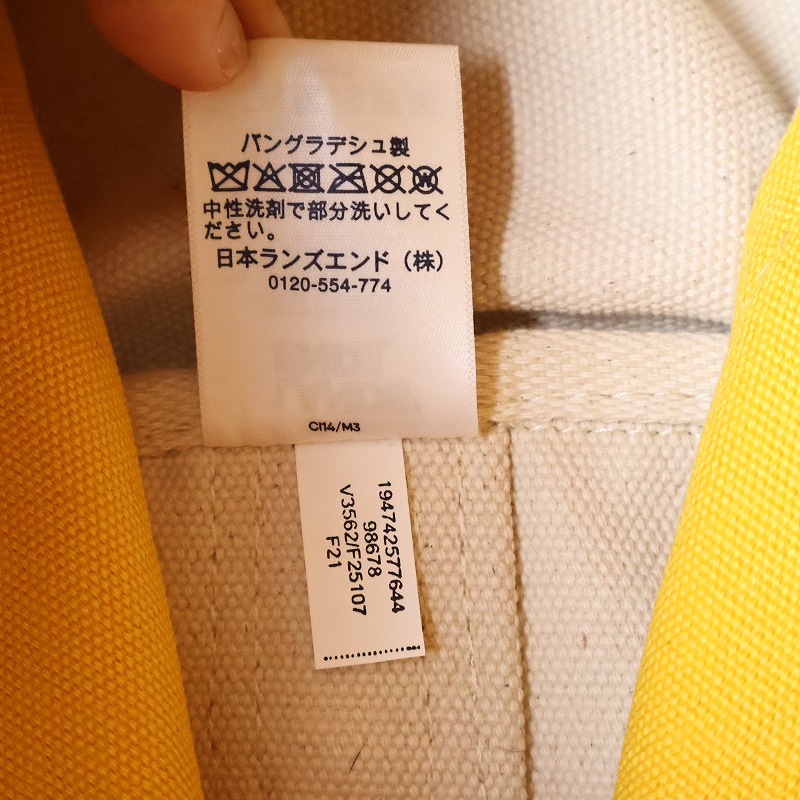 バングラデシュ製
中性洗剤で部分洗いしてく
ださい。
日本ランズエンド（株）
0120-554-774
CI14/M3
194742577644
98678
V3562/F25107
F21